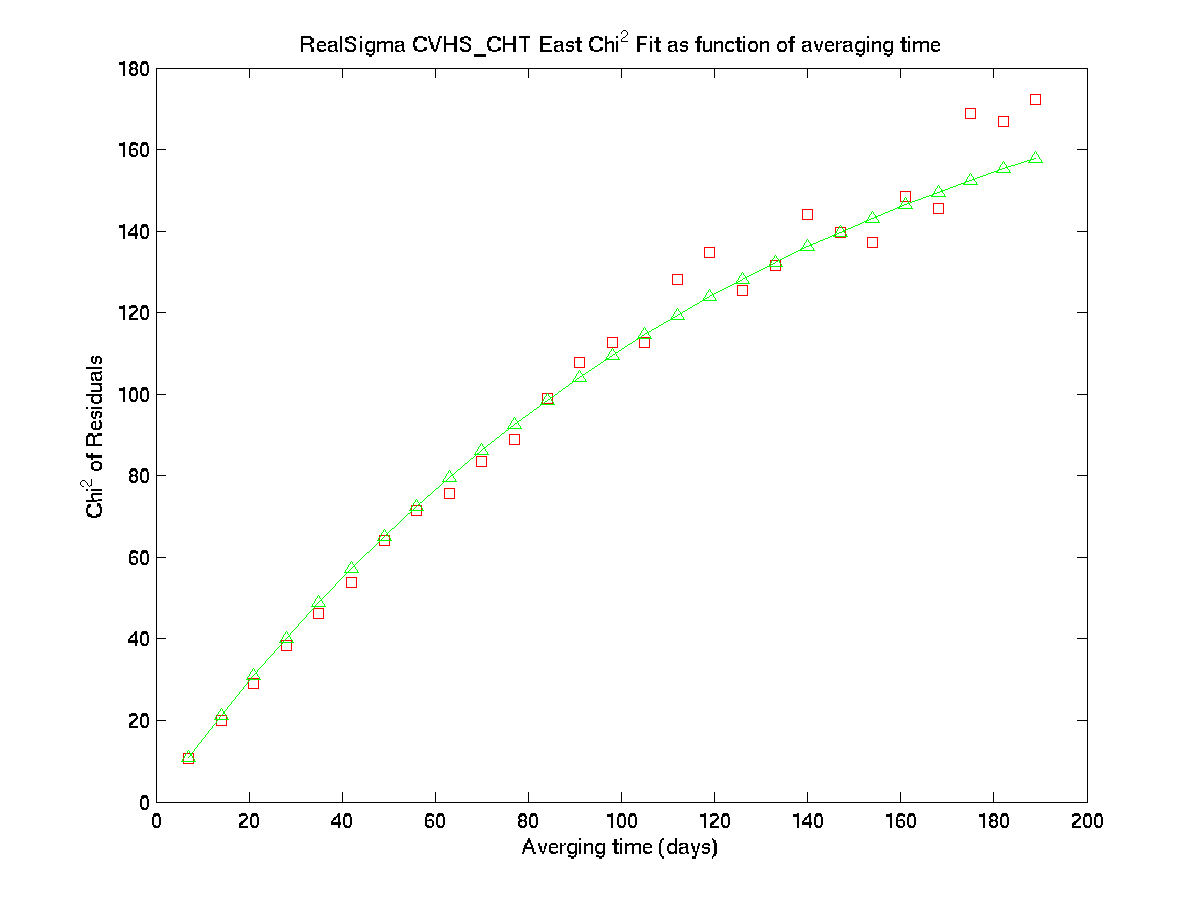 RealSigma CVHS_CHT East Chi² Fit as function of averaging time
180
160
140
120
100
80
60
40
20
0
Chi² of Residuals
0 20 40 60 80 100 120 140 160 180 200
Averging time (days)